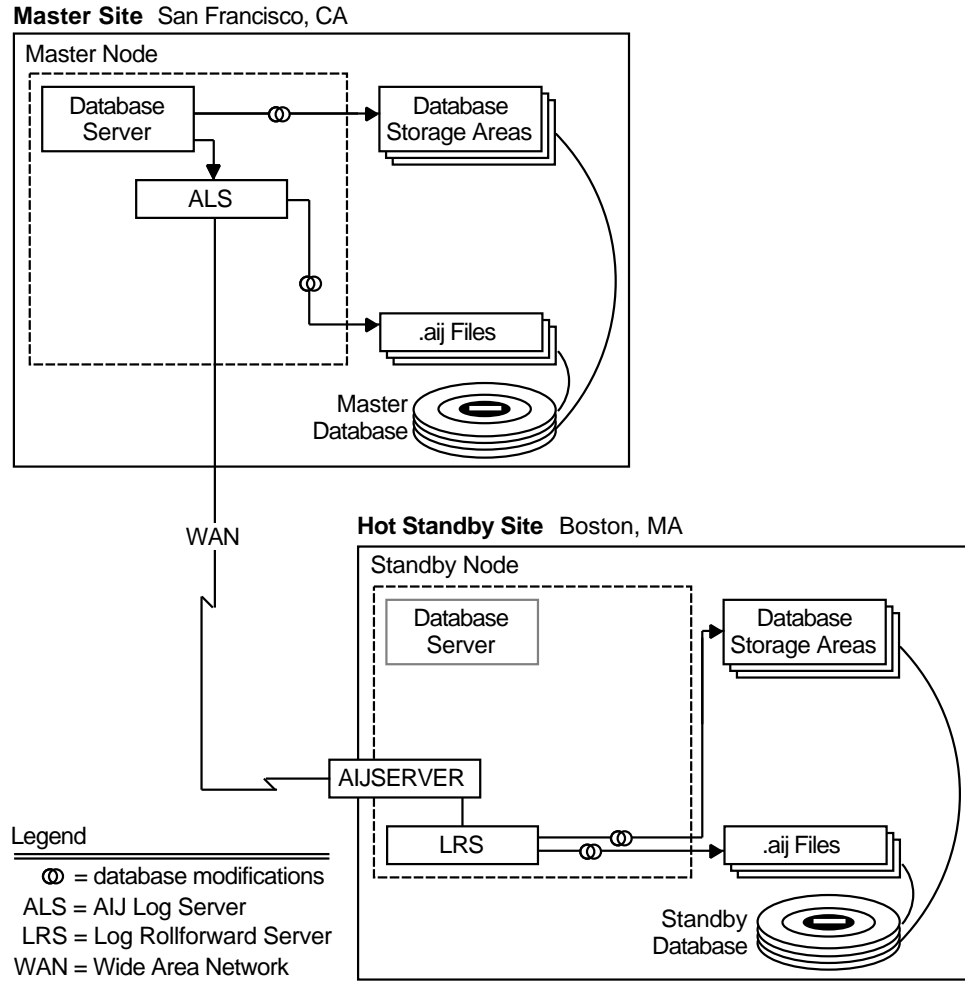 Master Site San Francisco, CA
Master Node
Database
Server
Database
Storage Areas
ALS
.aij Files
Master
Database
WAN
Hot Standby Site Boston, MA
Standby Node
Database
Server
Database
Storage Areas
AIJSERVER
LRS
.aij Files
Standby
Database
Legend
= database modifications
ALS = AIJ Log Server
LRS = Log Rollforward Server
WAN = Wide Area Network